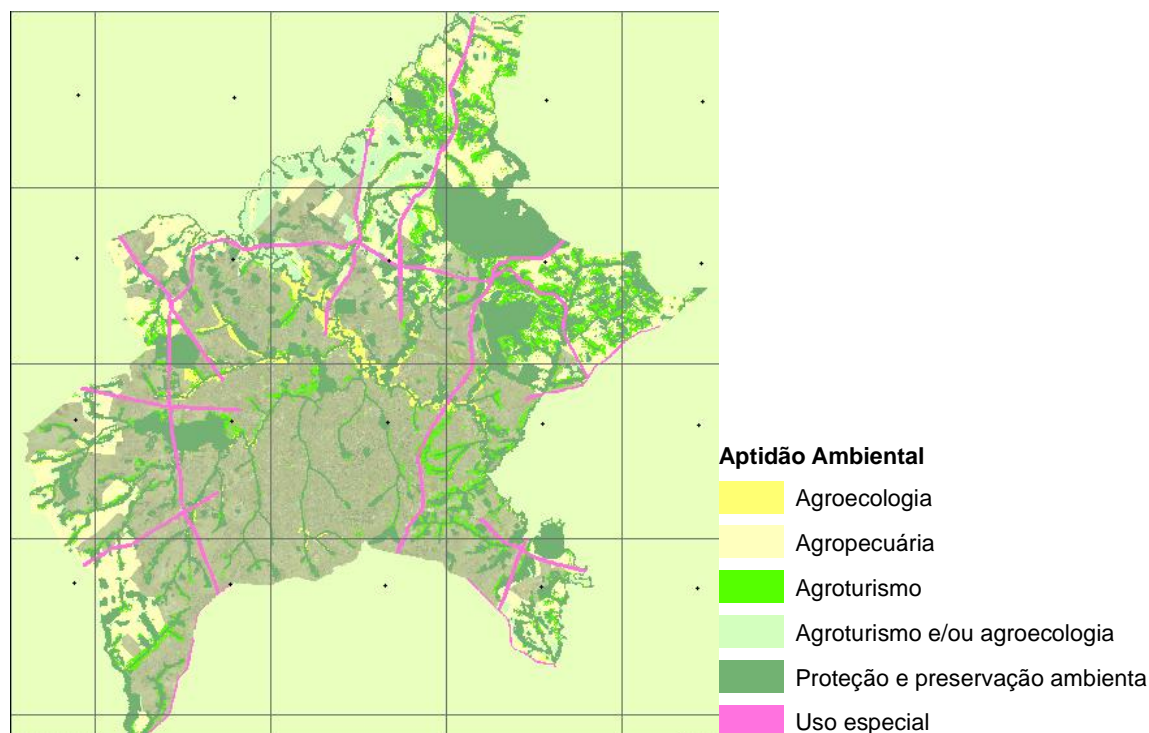 Aptidão Ambiental
Agroecologia
Agropecuária
Agroturismo
Agroturismo e/ou agroecologia
Proteção e preservação ambienta
Uso especial